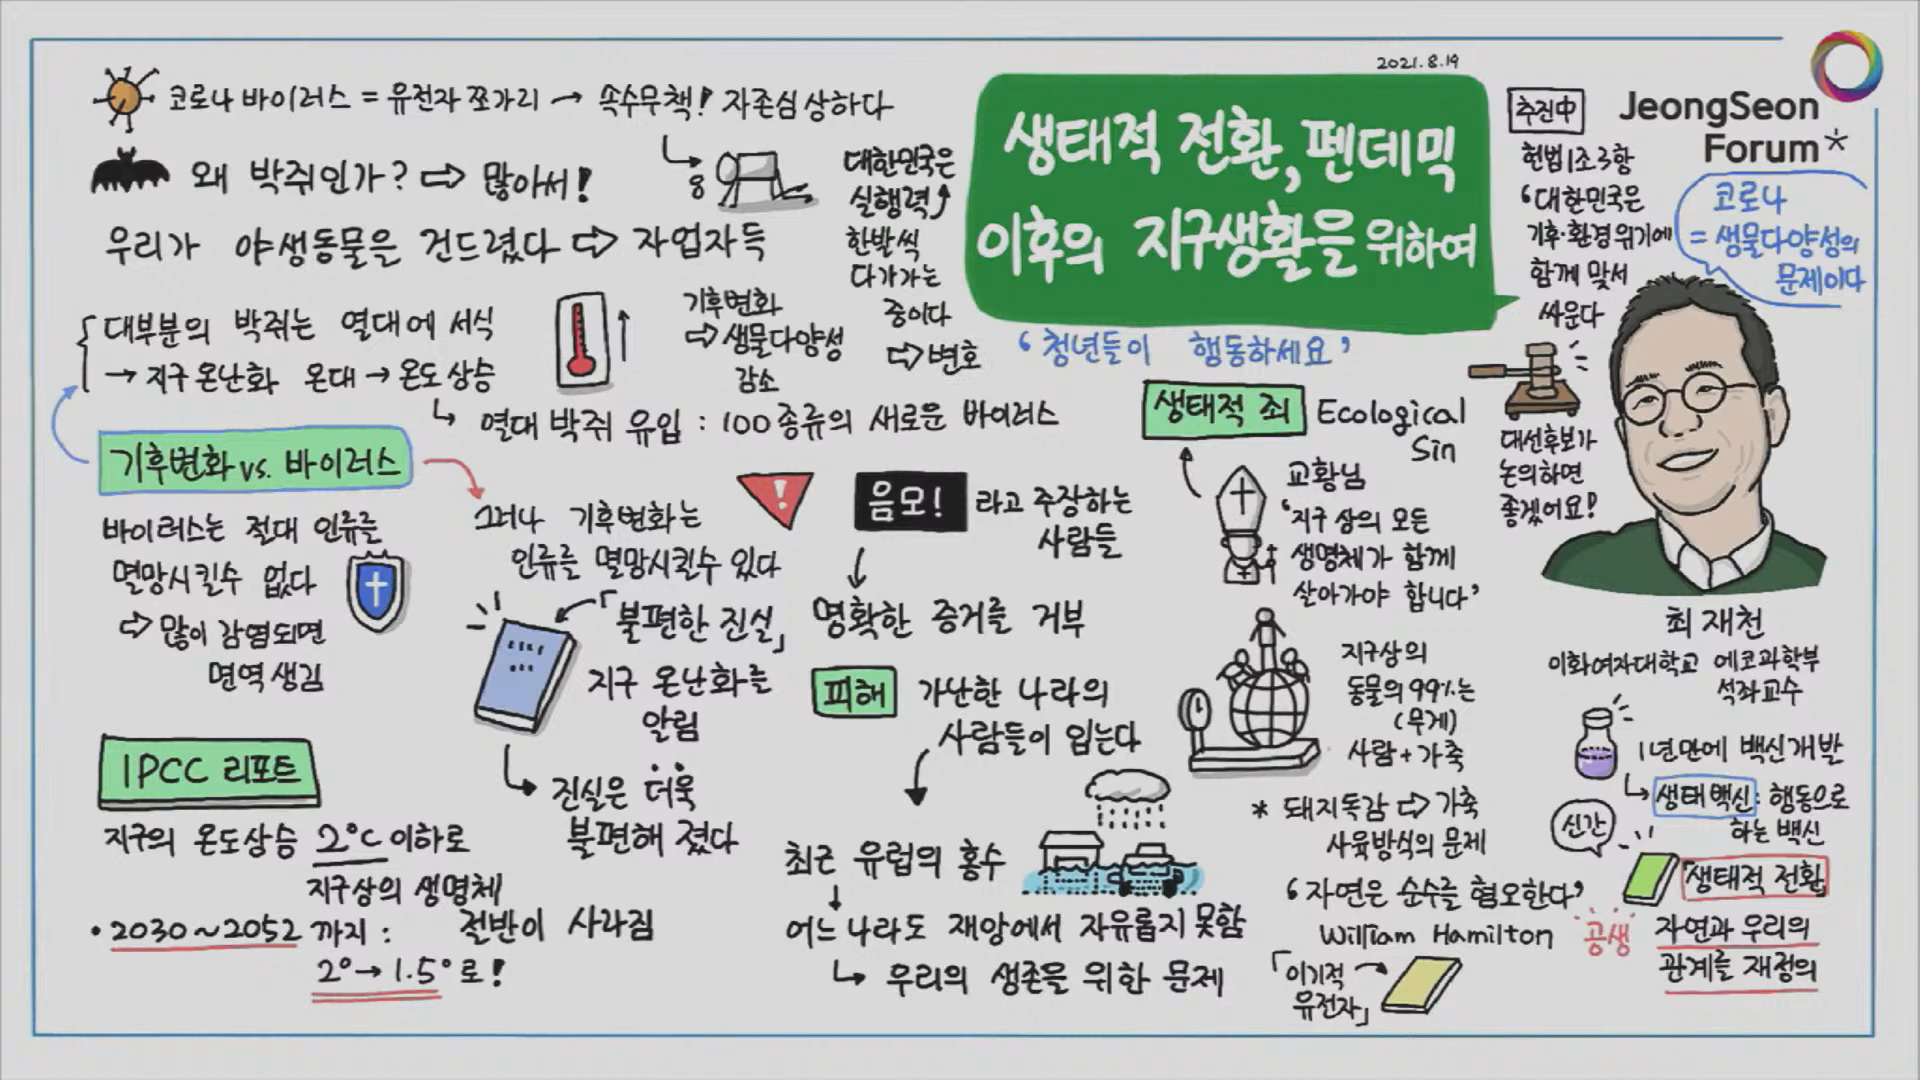 2021.8.19
생태적 전환, 펜데믹
이후의 지구생활을 위하여
'청년들이 행동하세요'
JeongSeon
Forum*
코로나 바이러스 = 유전자 쪼가리 → 속수무책! 자존심 상하다
왜 박쥐인가? ⇨ 많아서!
우리가 야생동물을 건드렸다 ⇨ 자업자득
8
대한민국은
실행력↑
한발씩
다가가는
중이다
⇨ 변호
대부분의 박쥐는 열대에 서식
→ 지구 온난화 온대 → 온도 상승
↳ 열대 박쥐 유입 : 100종류의 새로운 바이러스
기후변화
⇨ 생물다양성
감소
기후변화 vs. 바이러스
바이러스는 절대 인류를
멸망시킬수 없다
⇨ 많이 감염되면
면역 생김
그러나 기후변화는
인류를 멸망시킬수 있다
!
「불편한 진실」
지구 온난화를
알림
진실은 더욱
불편해 졌다
IPCC 리포트
지구의 온도상승 2°C 이하로
지구상의 생명체
절반이 사라짐
• 2030~2052 까지 :
2°→1.5°로!
음모! 라고 주장하는
사람들
명확한 증거를 거부
피해 가난한 나라의
사람들이 입는다
최근 유럽의 홍수
어느 나라도 재앙에서 자유롭지 못함
↳ 우리의 생존을 위한 문제
생태적 죄 Ecological
Sin
교황님
'지구 상의 모든
생명체가 함께
살아가야 합니다'
지구상의
동물의 99%는
(무게)
사람+가축
* 돼지독감 ⇨ 가축
사육방식의 문제
'자연은 순수를 혐오한다'
William Hamilton
「이기적
유전자」
추진中
헌법 1조 3항
'대한민국은
기후·환경 위기에
함께 맞서
싸운다
대선후보가
논의하면
좋겠어요!
코로나
= 생물다양성의
문제이다
최재천
이화여자대학교 에코과학부
석좌교수
1년만에 백신개발
↳ 생태백신 : 행동으로
하는 백신
신간
「생태적 전환
공생
자연과 우리의
관계를 재정의